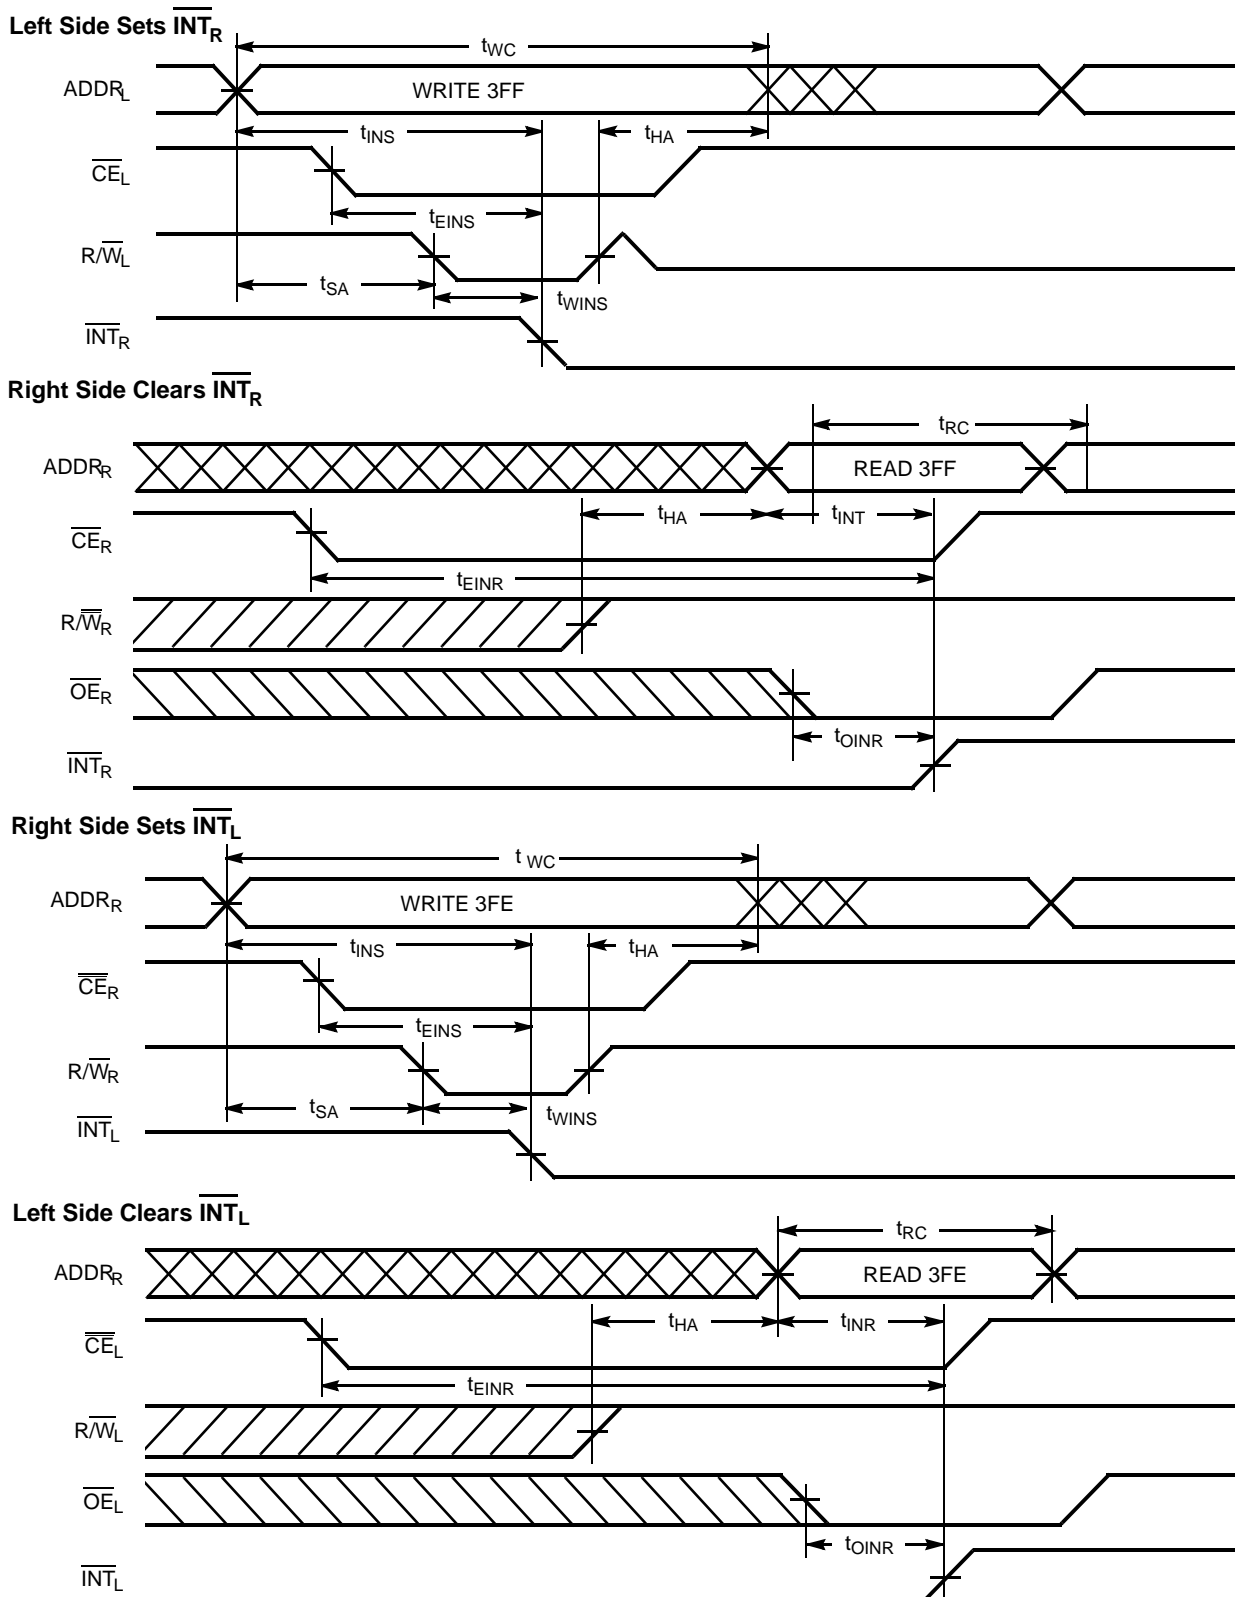 Left Side Sets INTR
tWC
ADDRL
WRITE 3FF
tINS
tHA
CEL
tEINS
R/WL
tSA
tWINS
INTR
Right Side Clears INTR
tRC
ADDRR
READ 3FF
tHA
tINT
CER
tEINR
R/WR
OER
tOINR
INTR
Right Side Sets INTL
t WC
ADDRR
WRITE 3FE
tINS
tHA
CER
tEINS
R/WR
tSA
tWINS
INTL
Left Side Clears INTL
tRC
ADDRR
READ 3FE
tHA
tINR
CEL
tEINR
R/WL
OEL
tOINR
INTL